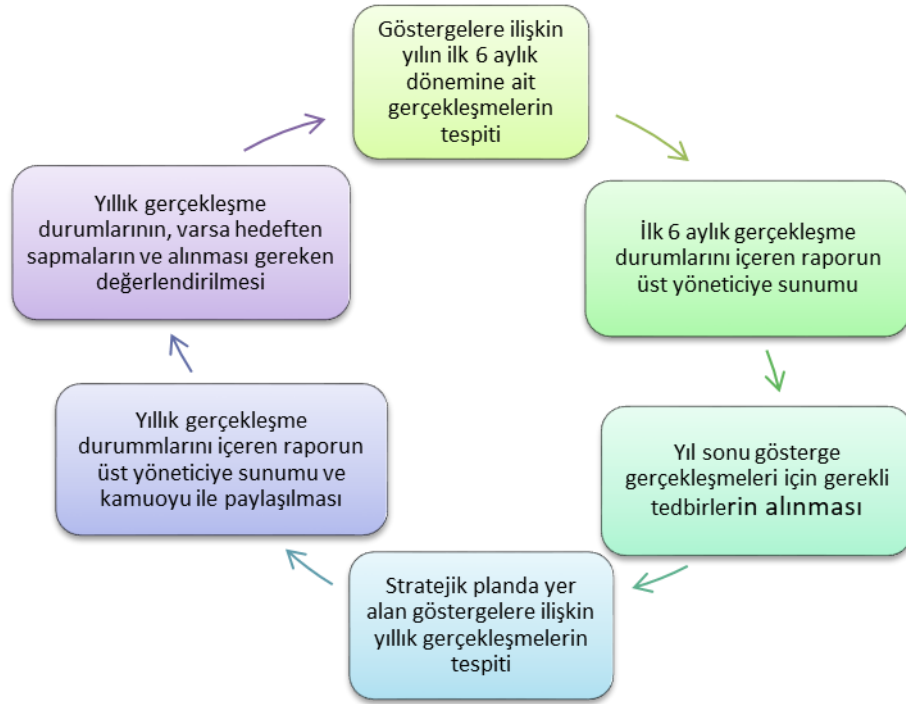 Göstergelere ilişkin
yılın ilk 6 aylık
dönemine ait
gerçekleşmelerin
tespiti
İlk 6 aylık gerçekleşme
durumlarını içeren raporun
üst yöneticiye sunumu
Yıl sonu gösterge
gerçekleşmeleri için gerekli
tedbirlerin alınması
Stratejik planda yer
alan göstergelere ilişkin
yıllık gerçekleşmelerin
tespiti
Yıllık gerçekleşme
durummlarını içeren raporun
üst yöneticiye sunumu ve
kamuoyu ile paylaşılması
Yıllık gerçekleşme
durumlarının, varsa hedeften
sapmaların ve alınması gereken
değerlendirilmesi